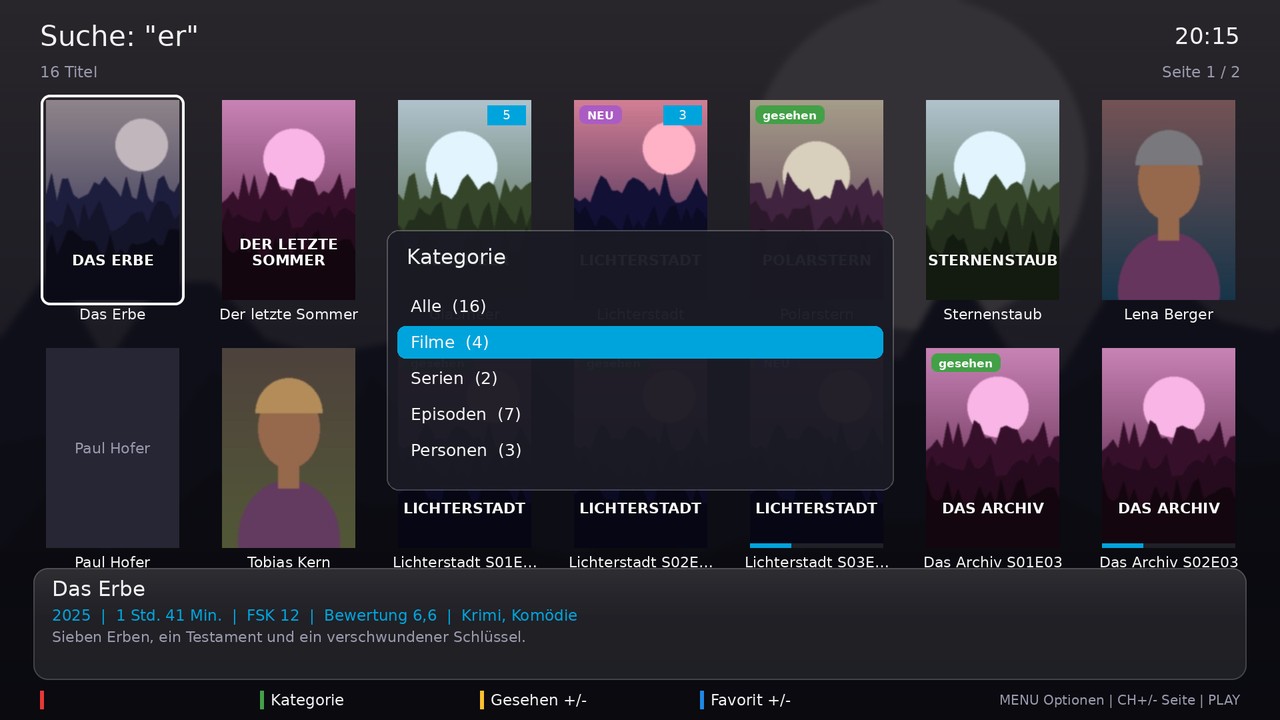 Suche: "er"
20:15
16 Titel
Seite 1 / 2
5
NEU
3
gesehen
DAS ERBE
DER LETZTE
SOMMER
LICHTERSTADT
POLARSTERN
STERNENSTAUB
Das Erbe
Der letzte Sommer
Lichterstadt
Polarstern
Sternenstaub
Lena Berger
Kategorie
Alle (16)
Filme (4)
Serien (2)
Episoden (7)
Personen (3)
gesehen
Paul Hofer
LICHTERSTADT
LICHTERSTADT
LICHTERSTADT
DAS ARCHIV
DAS ARCHIV
Paul Hofer
Tobias Kern
Lichterstadt S01E...
Lichterstadt S02E...
Lichterstadt S03E...
Das Archiv S01E03
Das Archiv S02E03
Das Erbe
2025 | 1 Std. 41 Min. | FSK 12 | Bewertung 6,6 | Krimi, Komödie
Sieben Erben, ein Testament und ein verschwundener Schlüssel.
Kategorie
Gesehen +/-
Favorit +/-
MENU Optionen | CH+/- Seite | PLAY